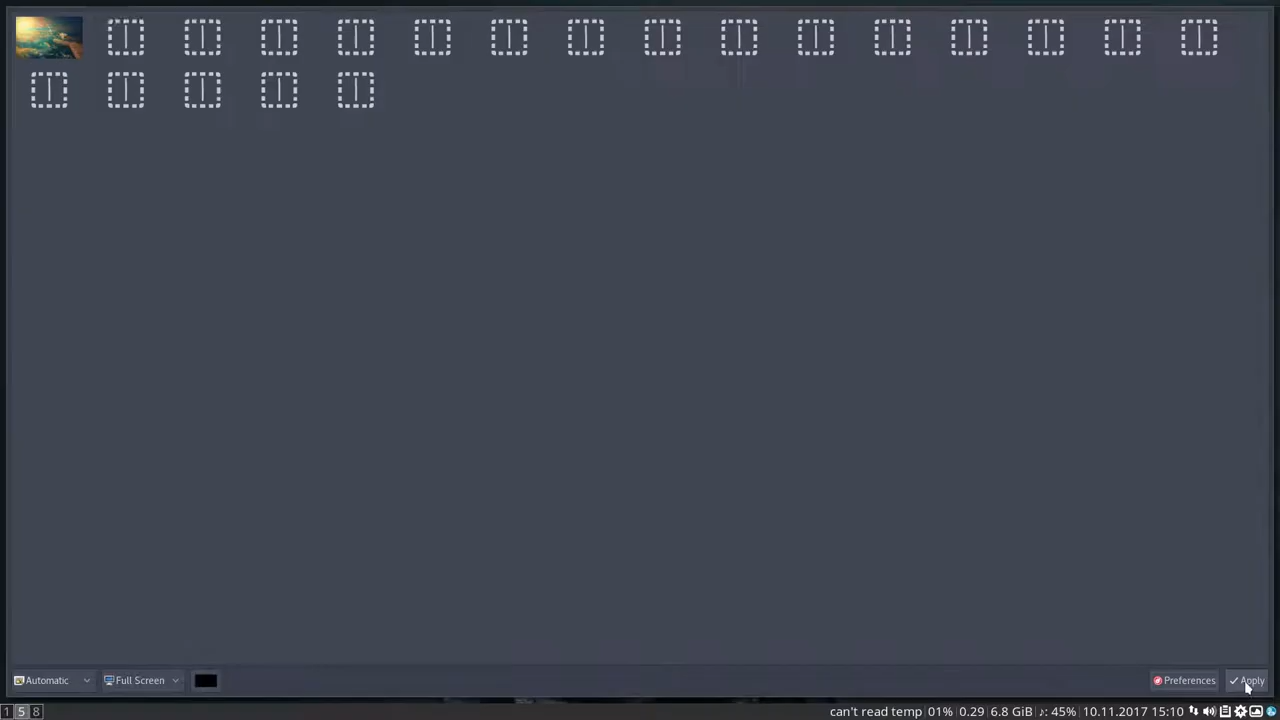 Automatic Full Screen Preferences Apply
1 5 8 can't read temp 01% 0.29 6.8 GiB ♪: 45% 10.11.2017 15:10